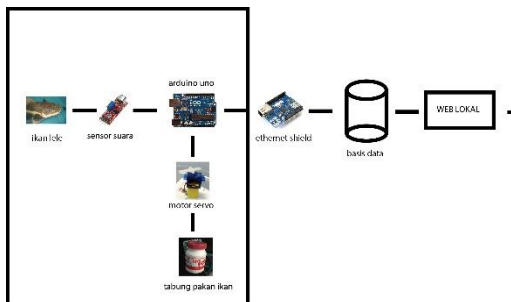 arduino uno
ikan lele
sensor suara
ethernet shield
basis data
WEB LOKAL
motor servo
tabung pakan ikan